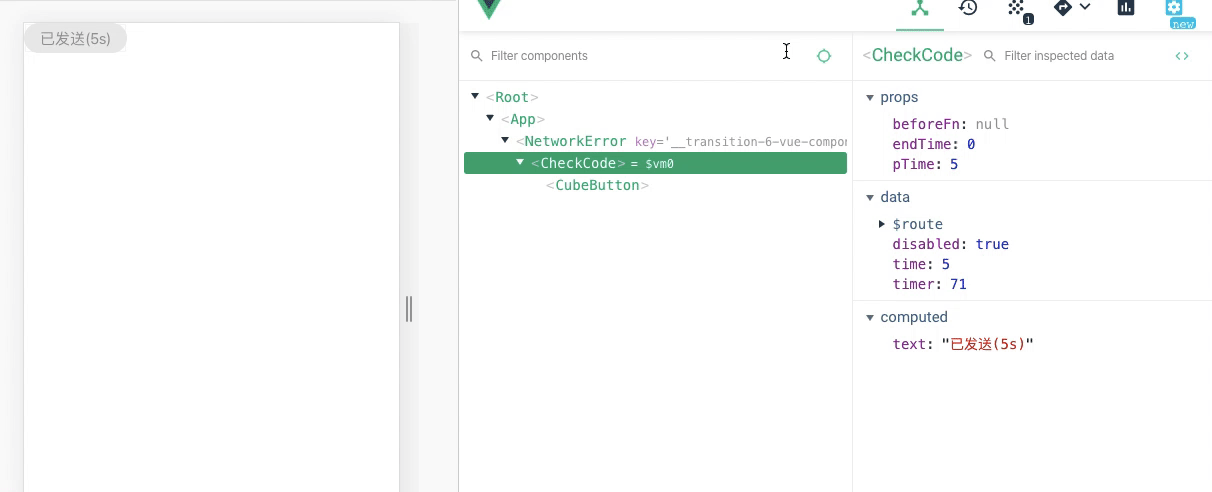 已发送(5s)
1
new
Filter components
<CheckCode>
Filter inspected data
<Root>
<App>
<NetworkError key='__transition-6-vue-compor
<CheckCode> = $vm0
<CubeButton>
props
beforeFn: null
endTime: 0
pTime: 5
data
$route
disabled: true
time: 5
timer: 71
computed
text: "已发送(5s)"